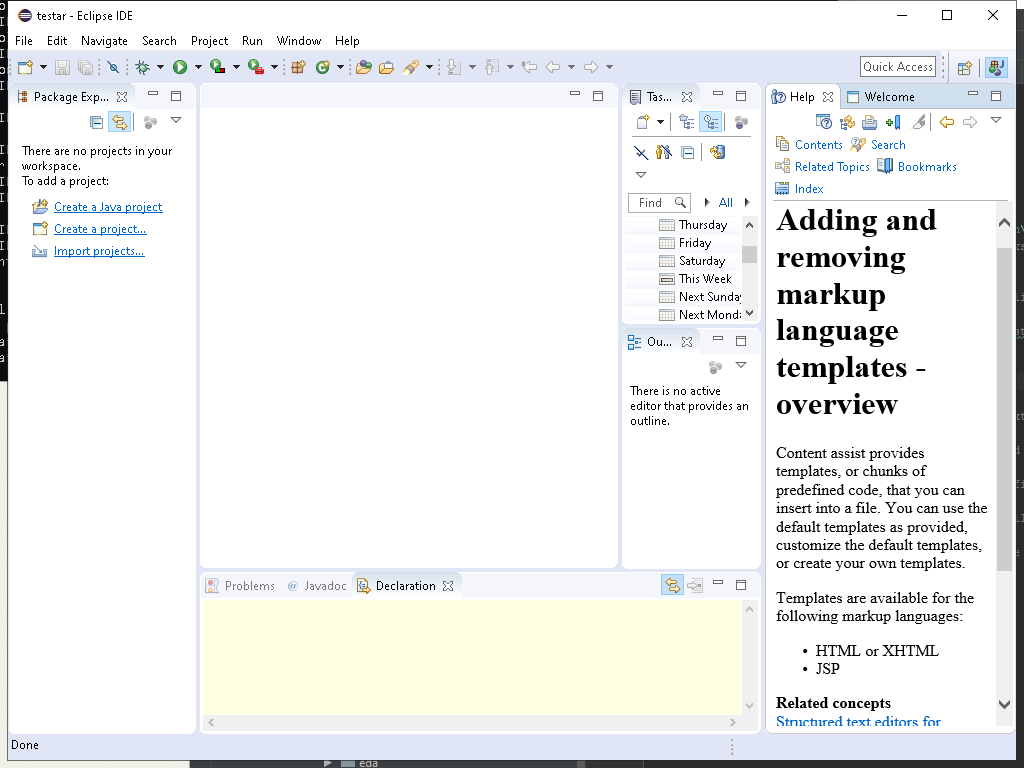 testar - Eclipse IDE
File Edit Navigate Search Project Run Window Help
Quick Access
Package Exp...
There are no projects in your
workspace.
To add a project:
Create a Java project
Create a project...
Import projects...
Tas...
Find
All
Thursday
Friday
Saturday
This Week
Next Sunday
Next Mond
Ou...
There is no active
editor that provides an
outline.
Help Welcome
Contents Search
Related Topics Bookmarks
Index
Adding and
removing
markup
language
templates -
overview
Content assist provides
templates, or chunks of
predefined code, that you can
insert into a file. You can use the
default templates as provided,
customize the default templates,
or create your own templates.
Templates are available for the
following markup languages:
• HTML or XHTML
• JSP
Related concepts
Structured text editors for
Problems @ Javadoc Declaration
Done
eda